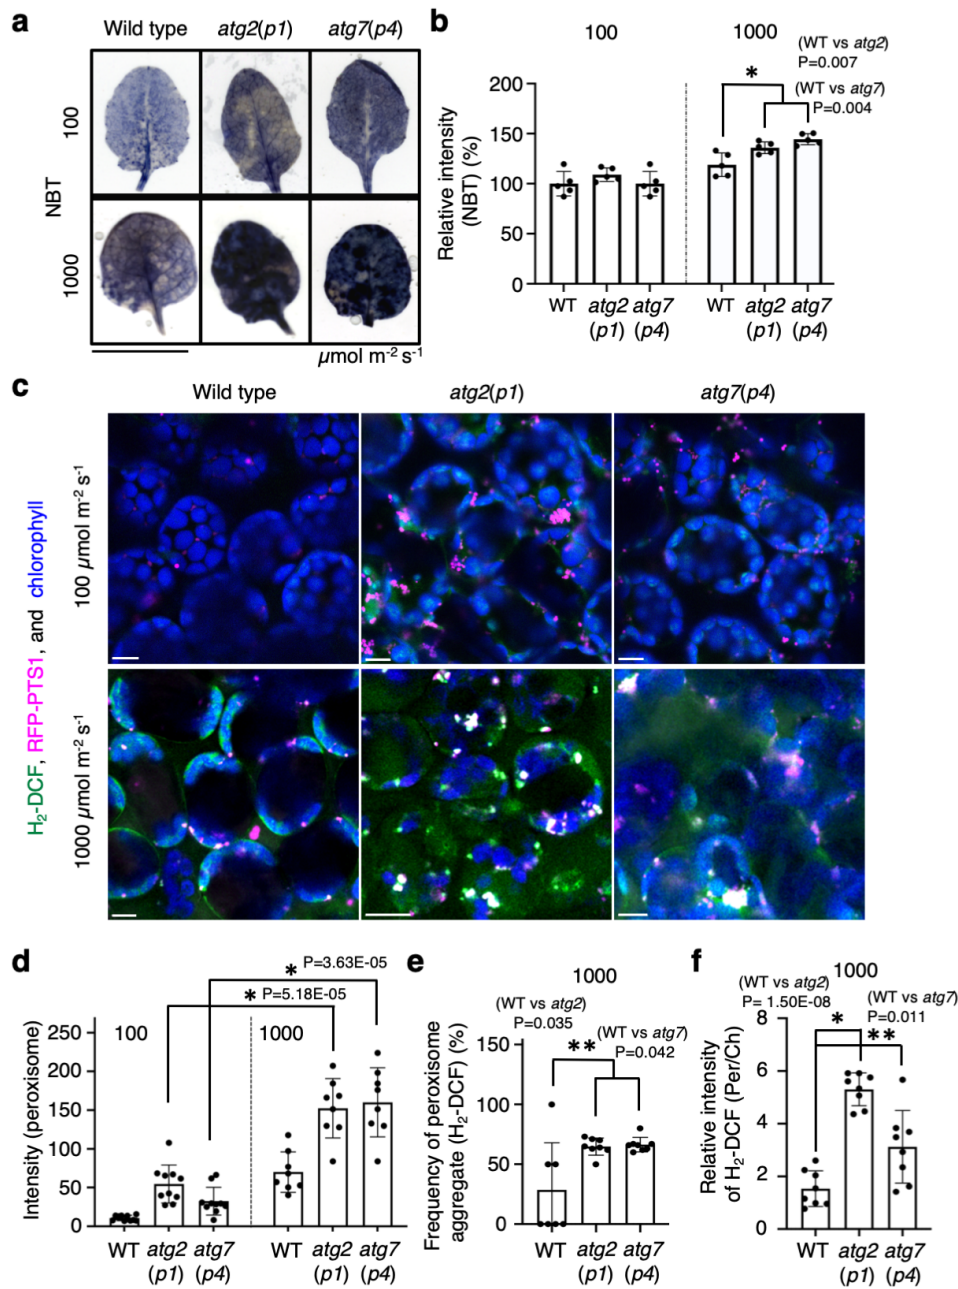 a
Wild type
atg2(p1)
atg7(p4)
NBT
100
1000
µmol m-2 s-1
b
100
1000
(WT vs atg2)
P=0.007
*
(WT vs atg7)
P=0.004
Relative intensity
(NBT) (%)
200
150
100
50
0
WT
atg2
(p1)
atg7
(p4)
WT
atg2
(p1)
atg7
(p4)
c
Wild type
atg2(p1)
atg7(p4)
H2-DCF, RFP-PTS1, and chlorophyll
100 µmol m-2 s-1
1000 µmol m-2 s-1
d
* P=3.63E-05
* P=5.18E-05
100
1000
Intensity (peroxisome)
250
200
150
100
50
0
WT
atg2
(p1)
atg7
(p4)
WT
atg2
(p1)
atg7
(p4)
e
1000
(WT vs atg2)
P=0.035
(WT vs atg7)
P=0.042
**
Frequency of peroxisome
aggregate (H2-DCF) (%)
150
100
50
0
WT
atg2
(p1)
atg7
(p4)
f
1000
(WT vs atg2)
P= 1.50E-08
(WT vs atg7)
P=0.011
*
**
Relative intensity
of H2-DCF (Per/Ch)
8
6
4
2
0
WT
atg2
(p1)
atg7
(p4)